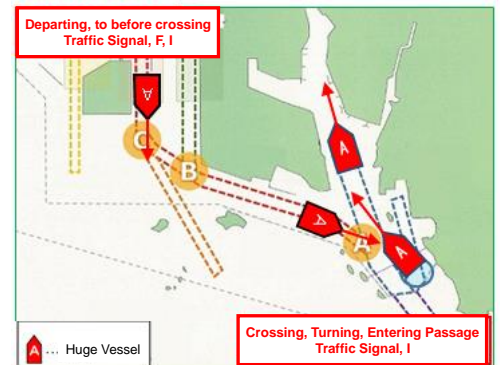 Departing, to before crossing
Traffic Signal, F, I
A
C
B
A
A
A
A
Crossing, Turning, Entering Passage
Traffic Signal, I
A ... Huge Vessel